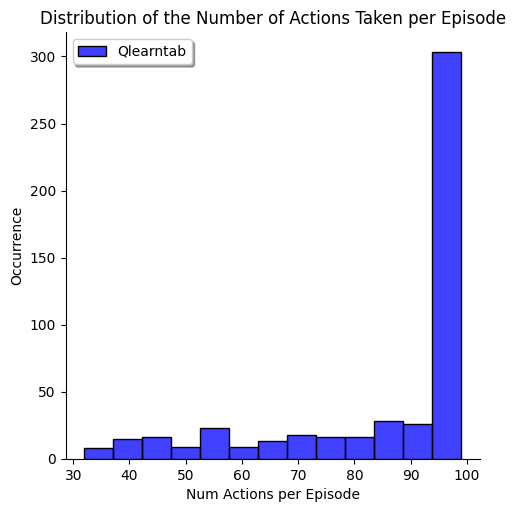 Distribution of the Number of Actions Taken per Episode
Qlearntab
300
250
200
150
100
50
0
Occurrence
30 40 50 60 70 80 90 100
Num Actions per Episode